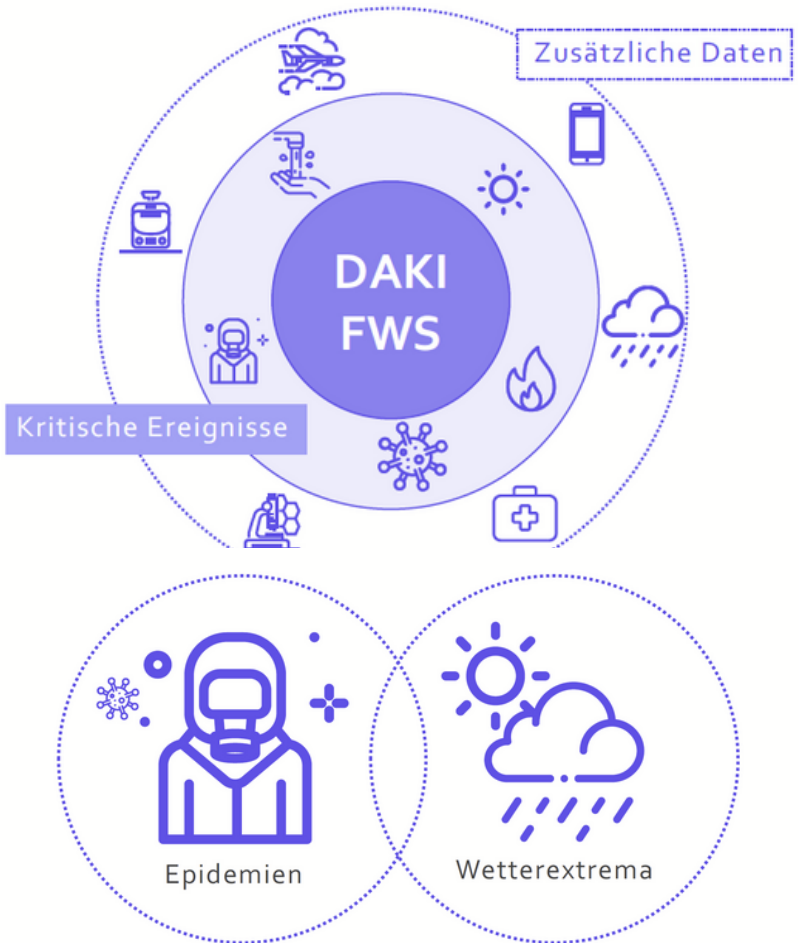 Zusätzliche Daten
DAKI
FWS
Kritische Ereignisse
Epidemien
Wetterextrema